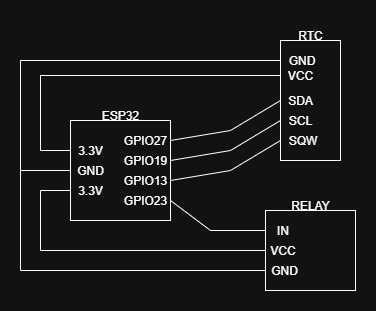 RTC
GND
VCC
SDA
SCL
SQW
ESP32
GPIO27
3.3V
GPIO19
GND
GPIO13
3.3V
GPIO23
RELAY
IN
VCC
GND